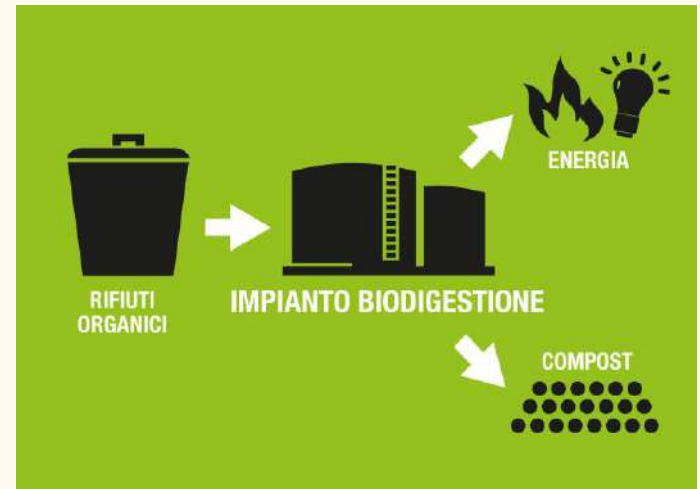 RIFIUTI
ORGANICI
IMPIANTO BIODIGESTIONE
ENERGIA
COMPOST